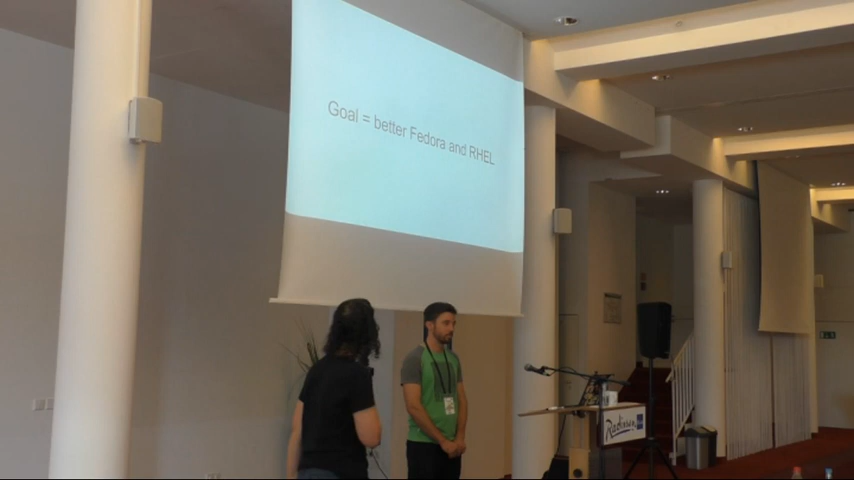 Goal = better Fedora and RHEL
Radisson